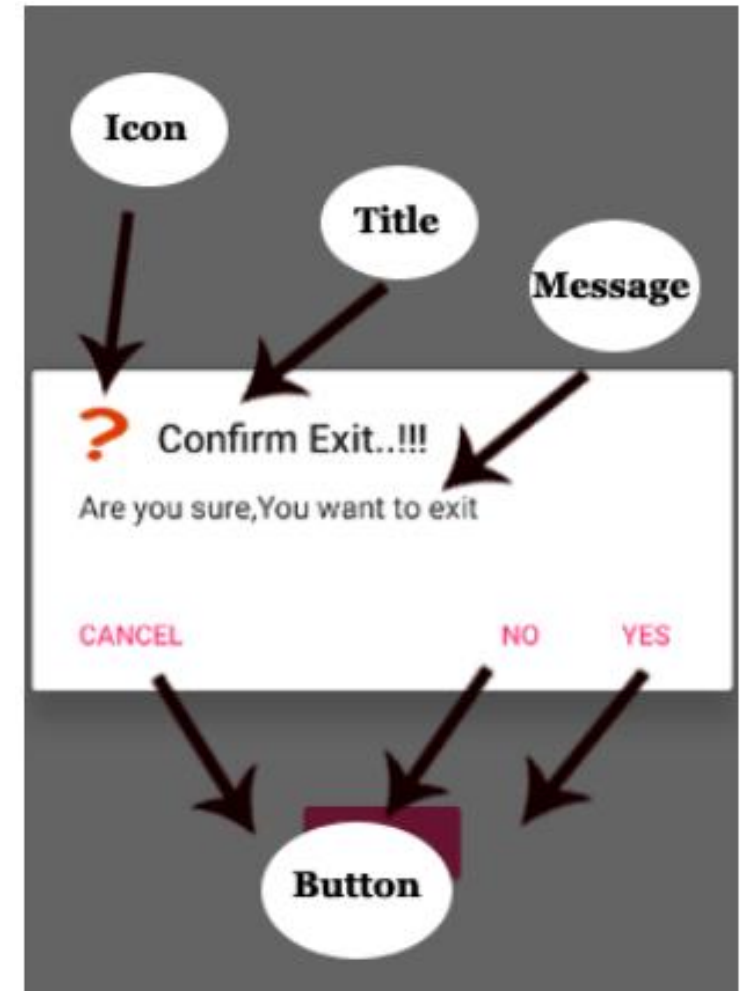 Icon
Title
Message
? Confirm Exit..!!!
Are you sure,You want to exit
CANCEL NO YES
Button